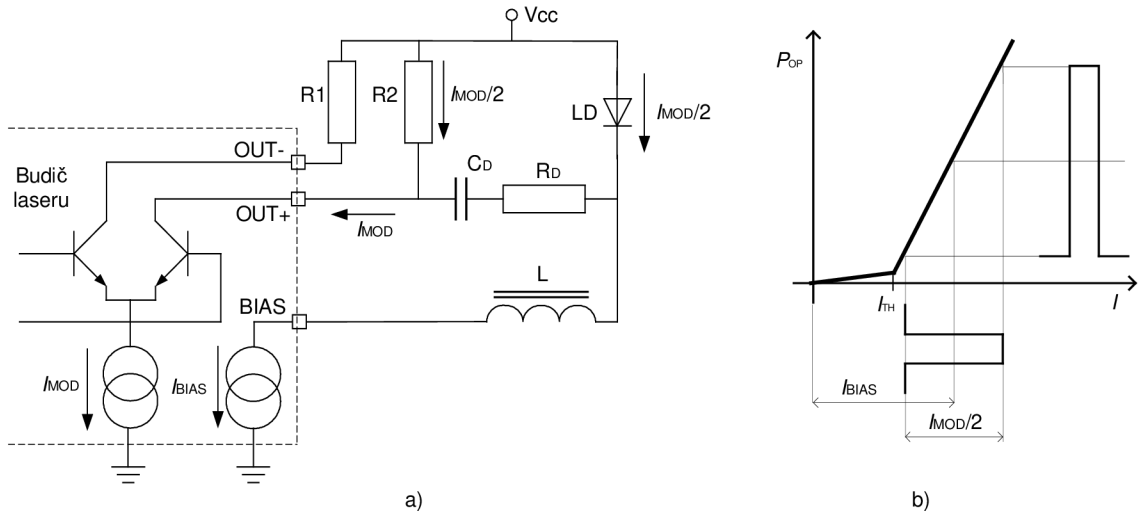 Vcc
R1
R2
IMOD/2
LD
IMOD/2
OUT-
CD
RD
Budič
laseru
OUT+
IMOD
L
BIAS
IMOD
IBIAS
a)
POP
ITH
I
IBIAS
IMOD/2
b)